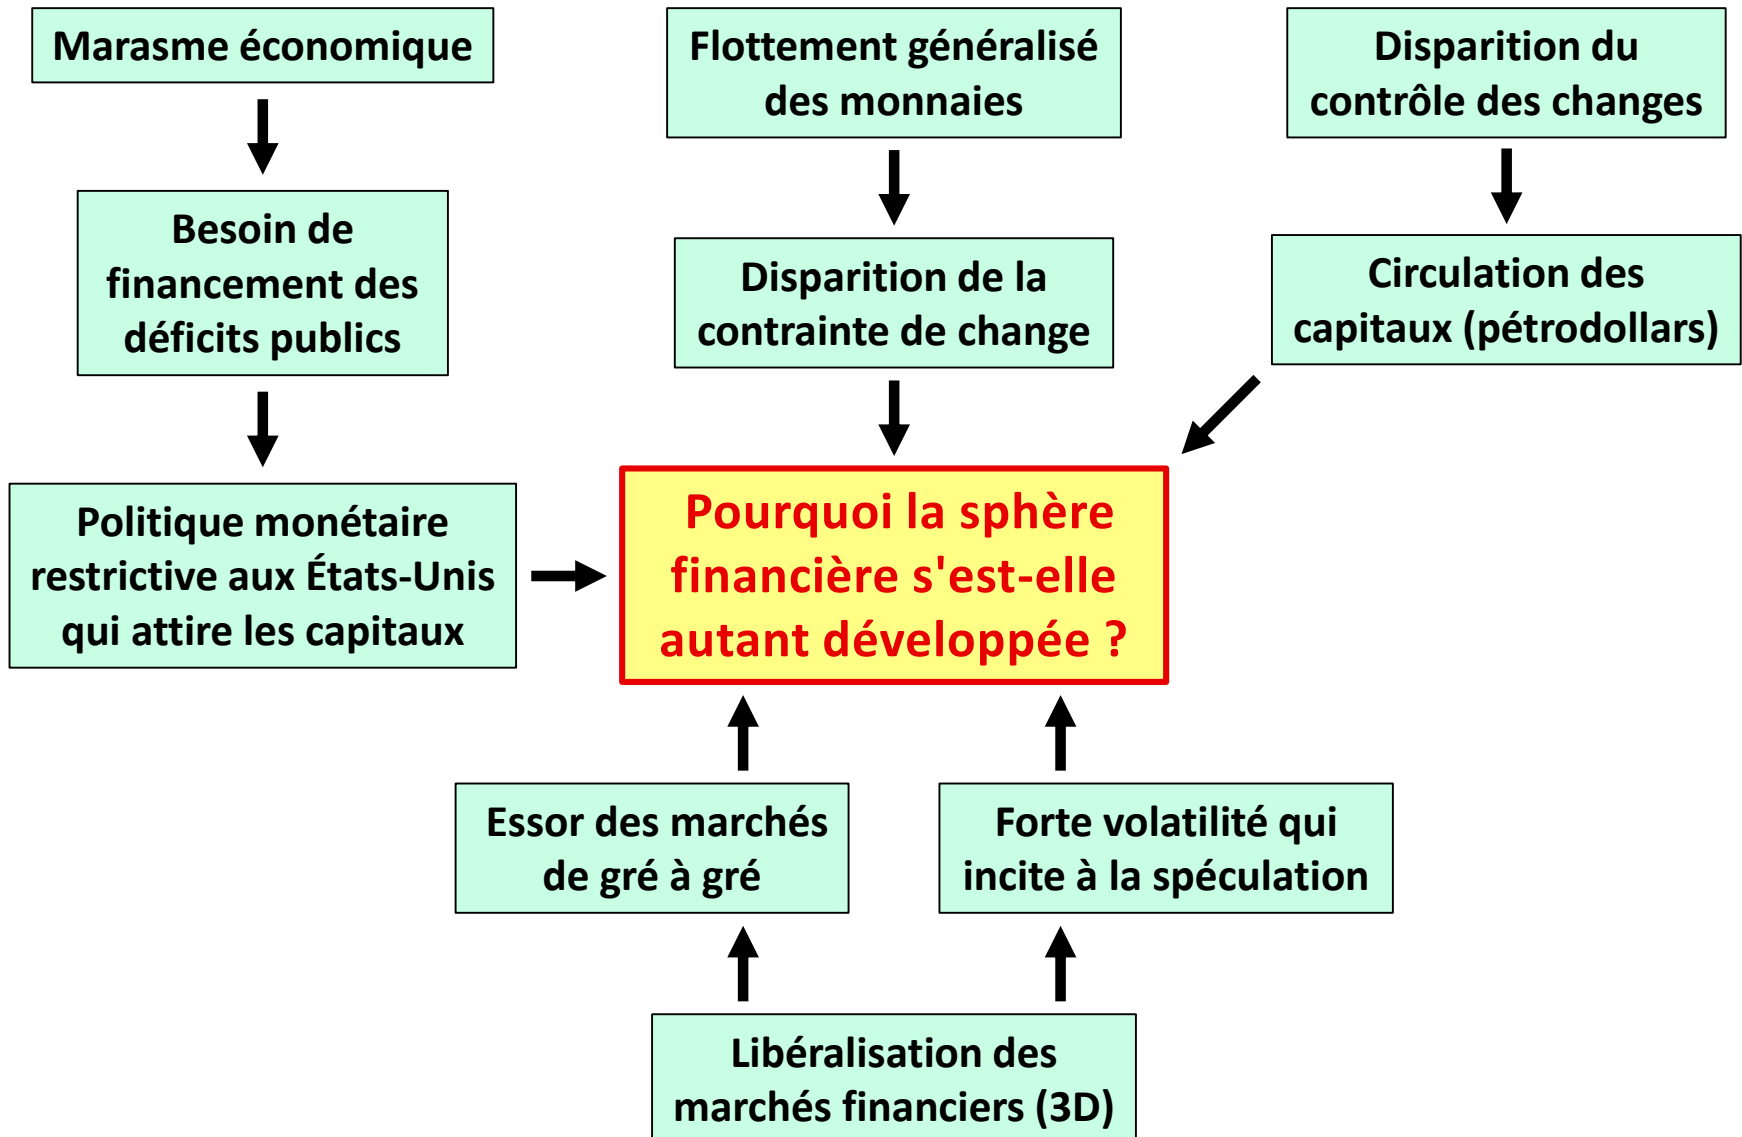 Marasme économique
Flottement généralisé
des monnaies
Disparition du
contrôle des changes
Besoin de
financement des
déficits publics
Disparition de la
contrainte de change
Circulation des
capitaux (pétrodollars)
Politique monétaire
restrictive aux États-Unis
qui attire les capitaux
Pourquoi la sphère
financière s'est-elle
autant développée ?
Essor des marchés
de gré à gré
Forte volatilité qui
incite à la spéculation
Libéralisation des
marchés financiers (3D)